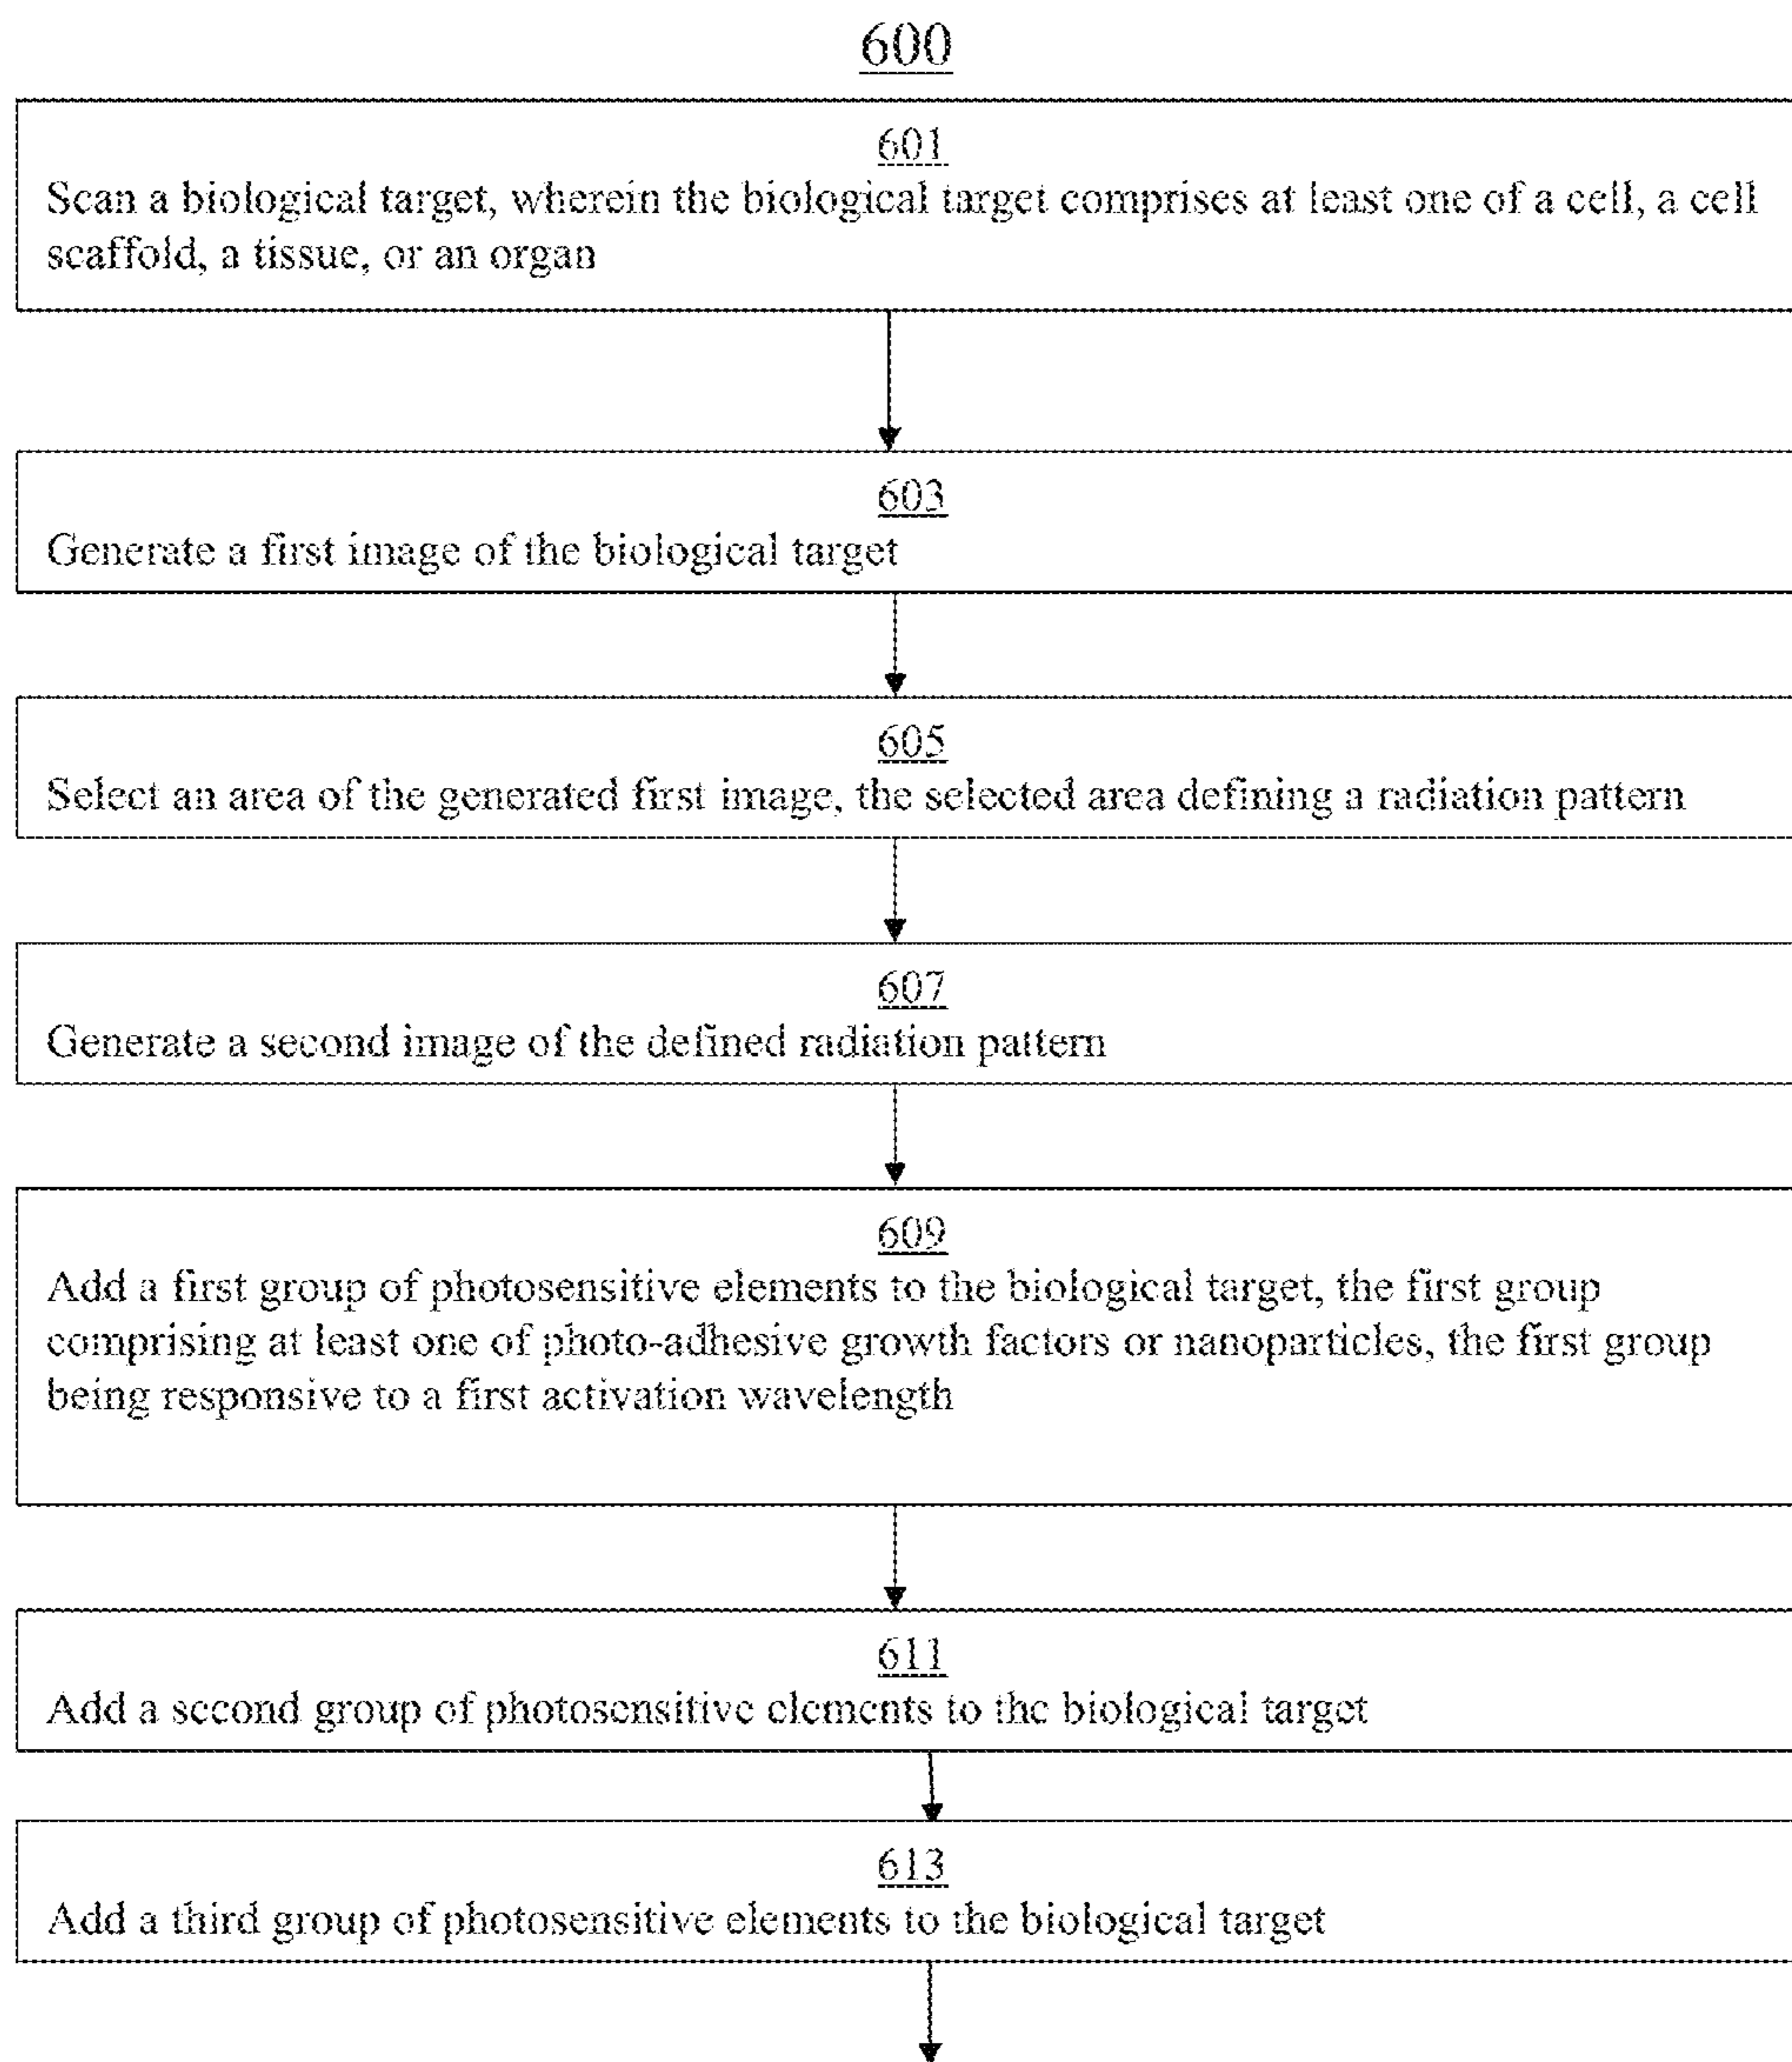 600
601
Scan a biological target, wherein the biological target comprises at least one of a cell, a cell
scaffold, a tissue, or an organ
603
Generate a first image of the biological target
605
Select an area of the generated first image, the selected area defining a radiation pattern
607
Generate a second image of the defined radiation pattern
609
Add a first group of photosensitive elements to the biological target, the first group
comprising at least one of photo-adhesive growth factors or nanoparticles, the first group
being responsive to a first activation wavelength
611
Add a second group of photosensitive elements to the biological target
613
Add a third group of photosensitive elements to the biological target